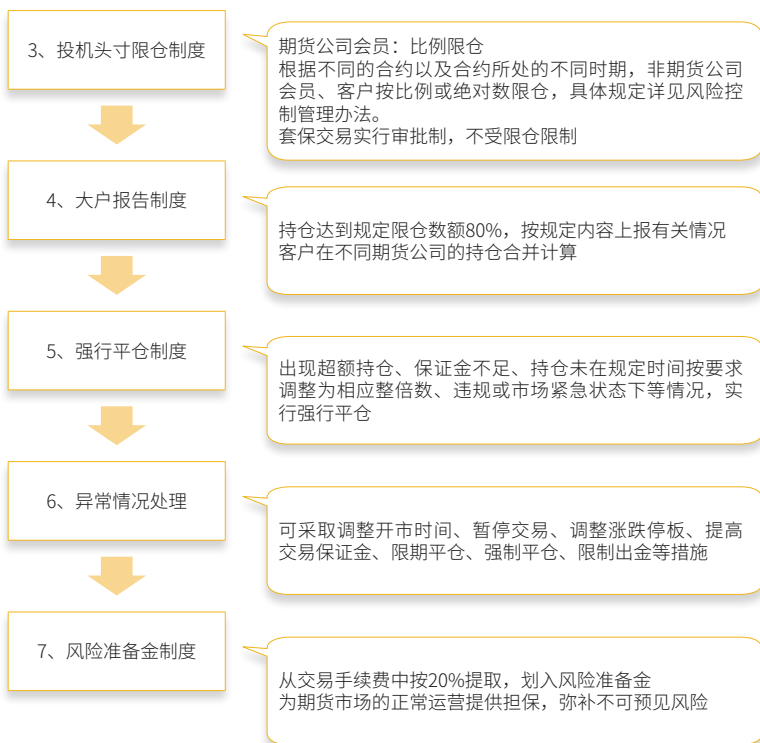 3、投机头寸限仓制度
期货公司会员：比例限仓
根据不同的合约以及合约所处的不同时期，非期货公司
会员、客户按比例或绝对数限仓，具体规定详见风险控
制管理办法。
套保交易实行审批制，不受限仓限制
4、大户报告制度
持仓达到规定限仓数额80%，按规定内容上报有关情况
客户在不同期货公司的持仓合并计算
5、强行平仓制度
出现超额持仓、保证金不足、持仓未在规定时间按要求
调整为相应整倍数、违规或市场紧急状态下等情况，实
行强行平仓
6、异常情况处理
可采取调整开市时间、暂停交易、调整涨跌停板、提高
交易保证金、限期平仓、强制平仓、限制出金等措施
7、风险准备金制度
从交易手续费中按20%提取，划入风险准备金
为期货市场的正常运营提供担保，弥补不可预见风险